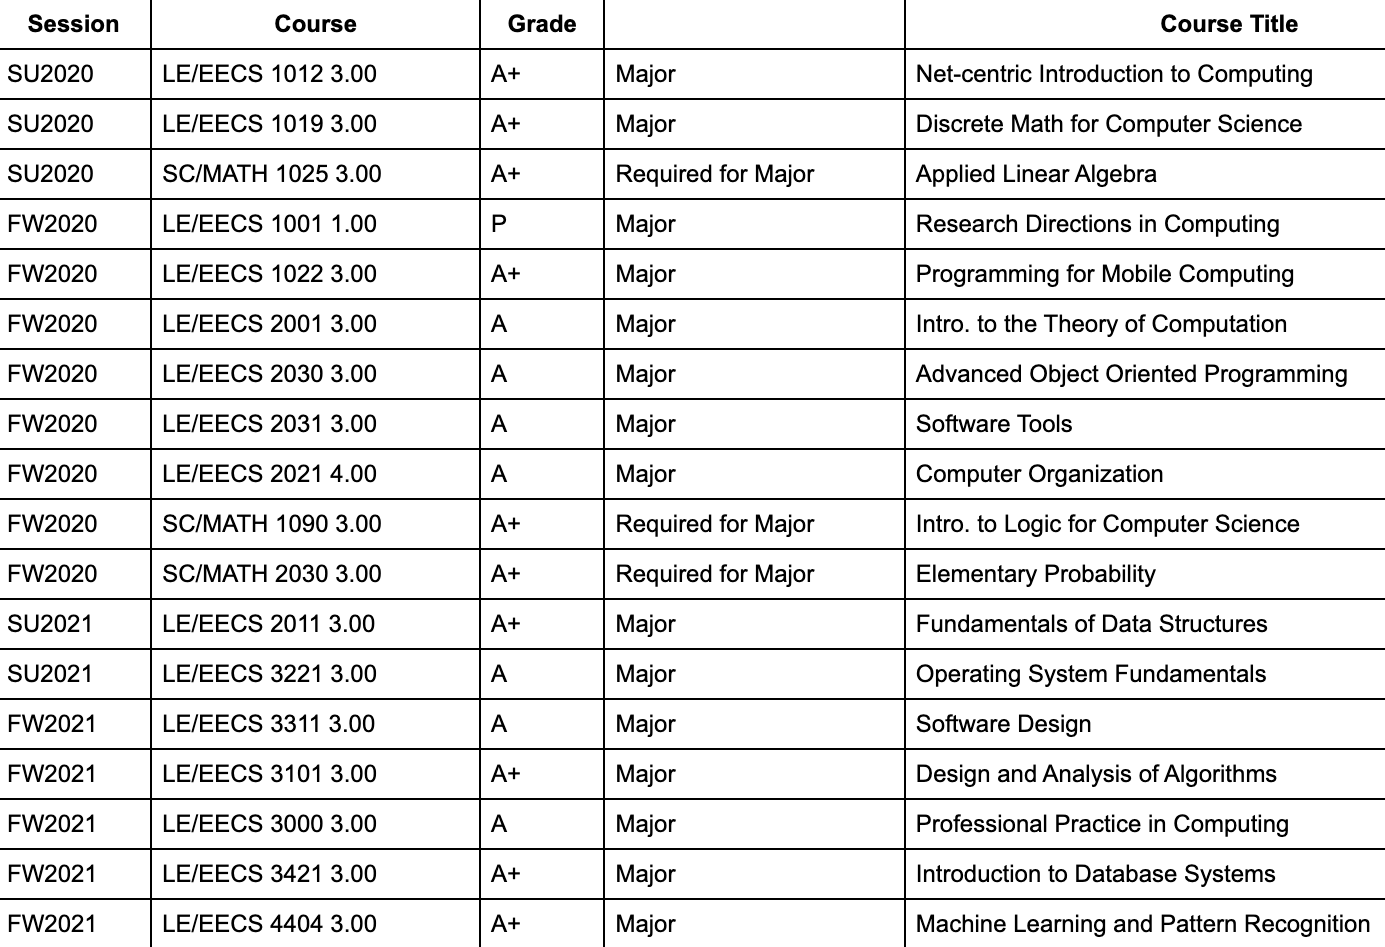 Session Course Grade Course Title
SU2020 LE/EECS 1012 3.00 A+ Major Net-centric Introduction to Computing
SU2020 LE/EECS 1019 3.00 A+ Major Discrete Math for Computer Science
SU2020 SC/MATH 1025 3.00 A+ Required for Major Applied Linear Algebra
FW2020 LE/EECS 1001 1.00 P Major Research Directions in Computing
FW2020 LE/EECS 1022 3.00 A+ Major Programming for Mobile Computing
FW2020 LE/EECS 2001 3.00 A Major Intro. to the Theory of Computation
FW2020 LE/EECS 2030 3.00 A Major Advanced Object Oriented Programming
FW2020 LE/EECS 2031 3.00 A Major Software Tools
FW2020 LE/EECS 2021 4.00 A Major Computer Organization
FW2020 SC/MATH 1090 3.00 A+ Required for Major Intro. to Logic for Computer Science
FW2020 SC/MATH 2030 3.00 A+ Required for Major Elementary Probability
SU2021 LE/EECS 2011 3.00 A+ Major Fundamentals of Data Structures
SU2021 LE/EECS 3221 3.00 A Major Operating System Fundamentals
FW2021 LE/EECS 3311 3.00 A Major Software Design
FW2021 LE/EECS 3101 3.00 A+ Major Design and Analysis of Algorithms
FW2021 LE/EECS 3000 3.00 A Major Professional Practice in Computing
FW2021 LE/EECS 3421 3.00 A+ Major Introduction to Database Systems
FW2021 LE/EECS 4404 3.00 A+ Major Machine Learning and Pattern Recognition